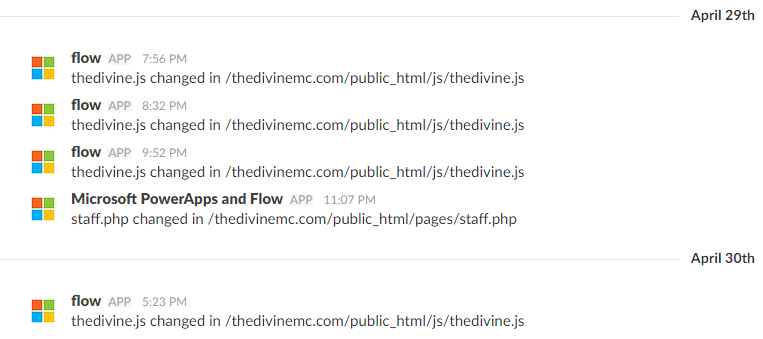 April 29th
flow APP 7:56 PM
thedivine.js changed in /thedivinemc.com/public_html/js/thedivine.js
flow APP 8:32 PM
thedivine.js changed in /thedivinemc.com/public_html/js/thedivine.js
flow APP 9:52 PM
thedivine.js changed in /thedivinemc.com/public_html/js/thedivine.js
Microsoft PowerApps and Flow APP 11:07 PM
staff.php changed in /thedivinemc.com/public_html/pages/staff.php
April 30th
flow APP 5:23 PM
thedivine.js changed in /thedivinemc.com/public_html/js/thedivine.js